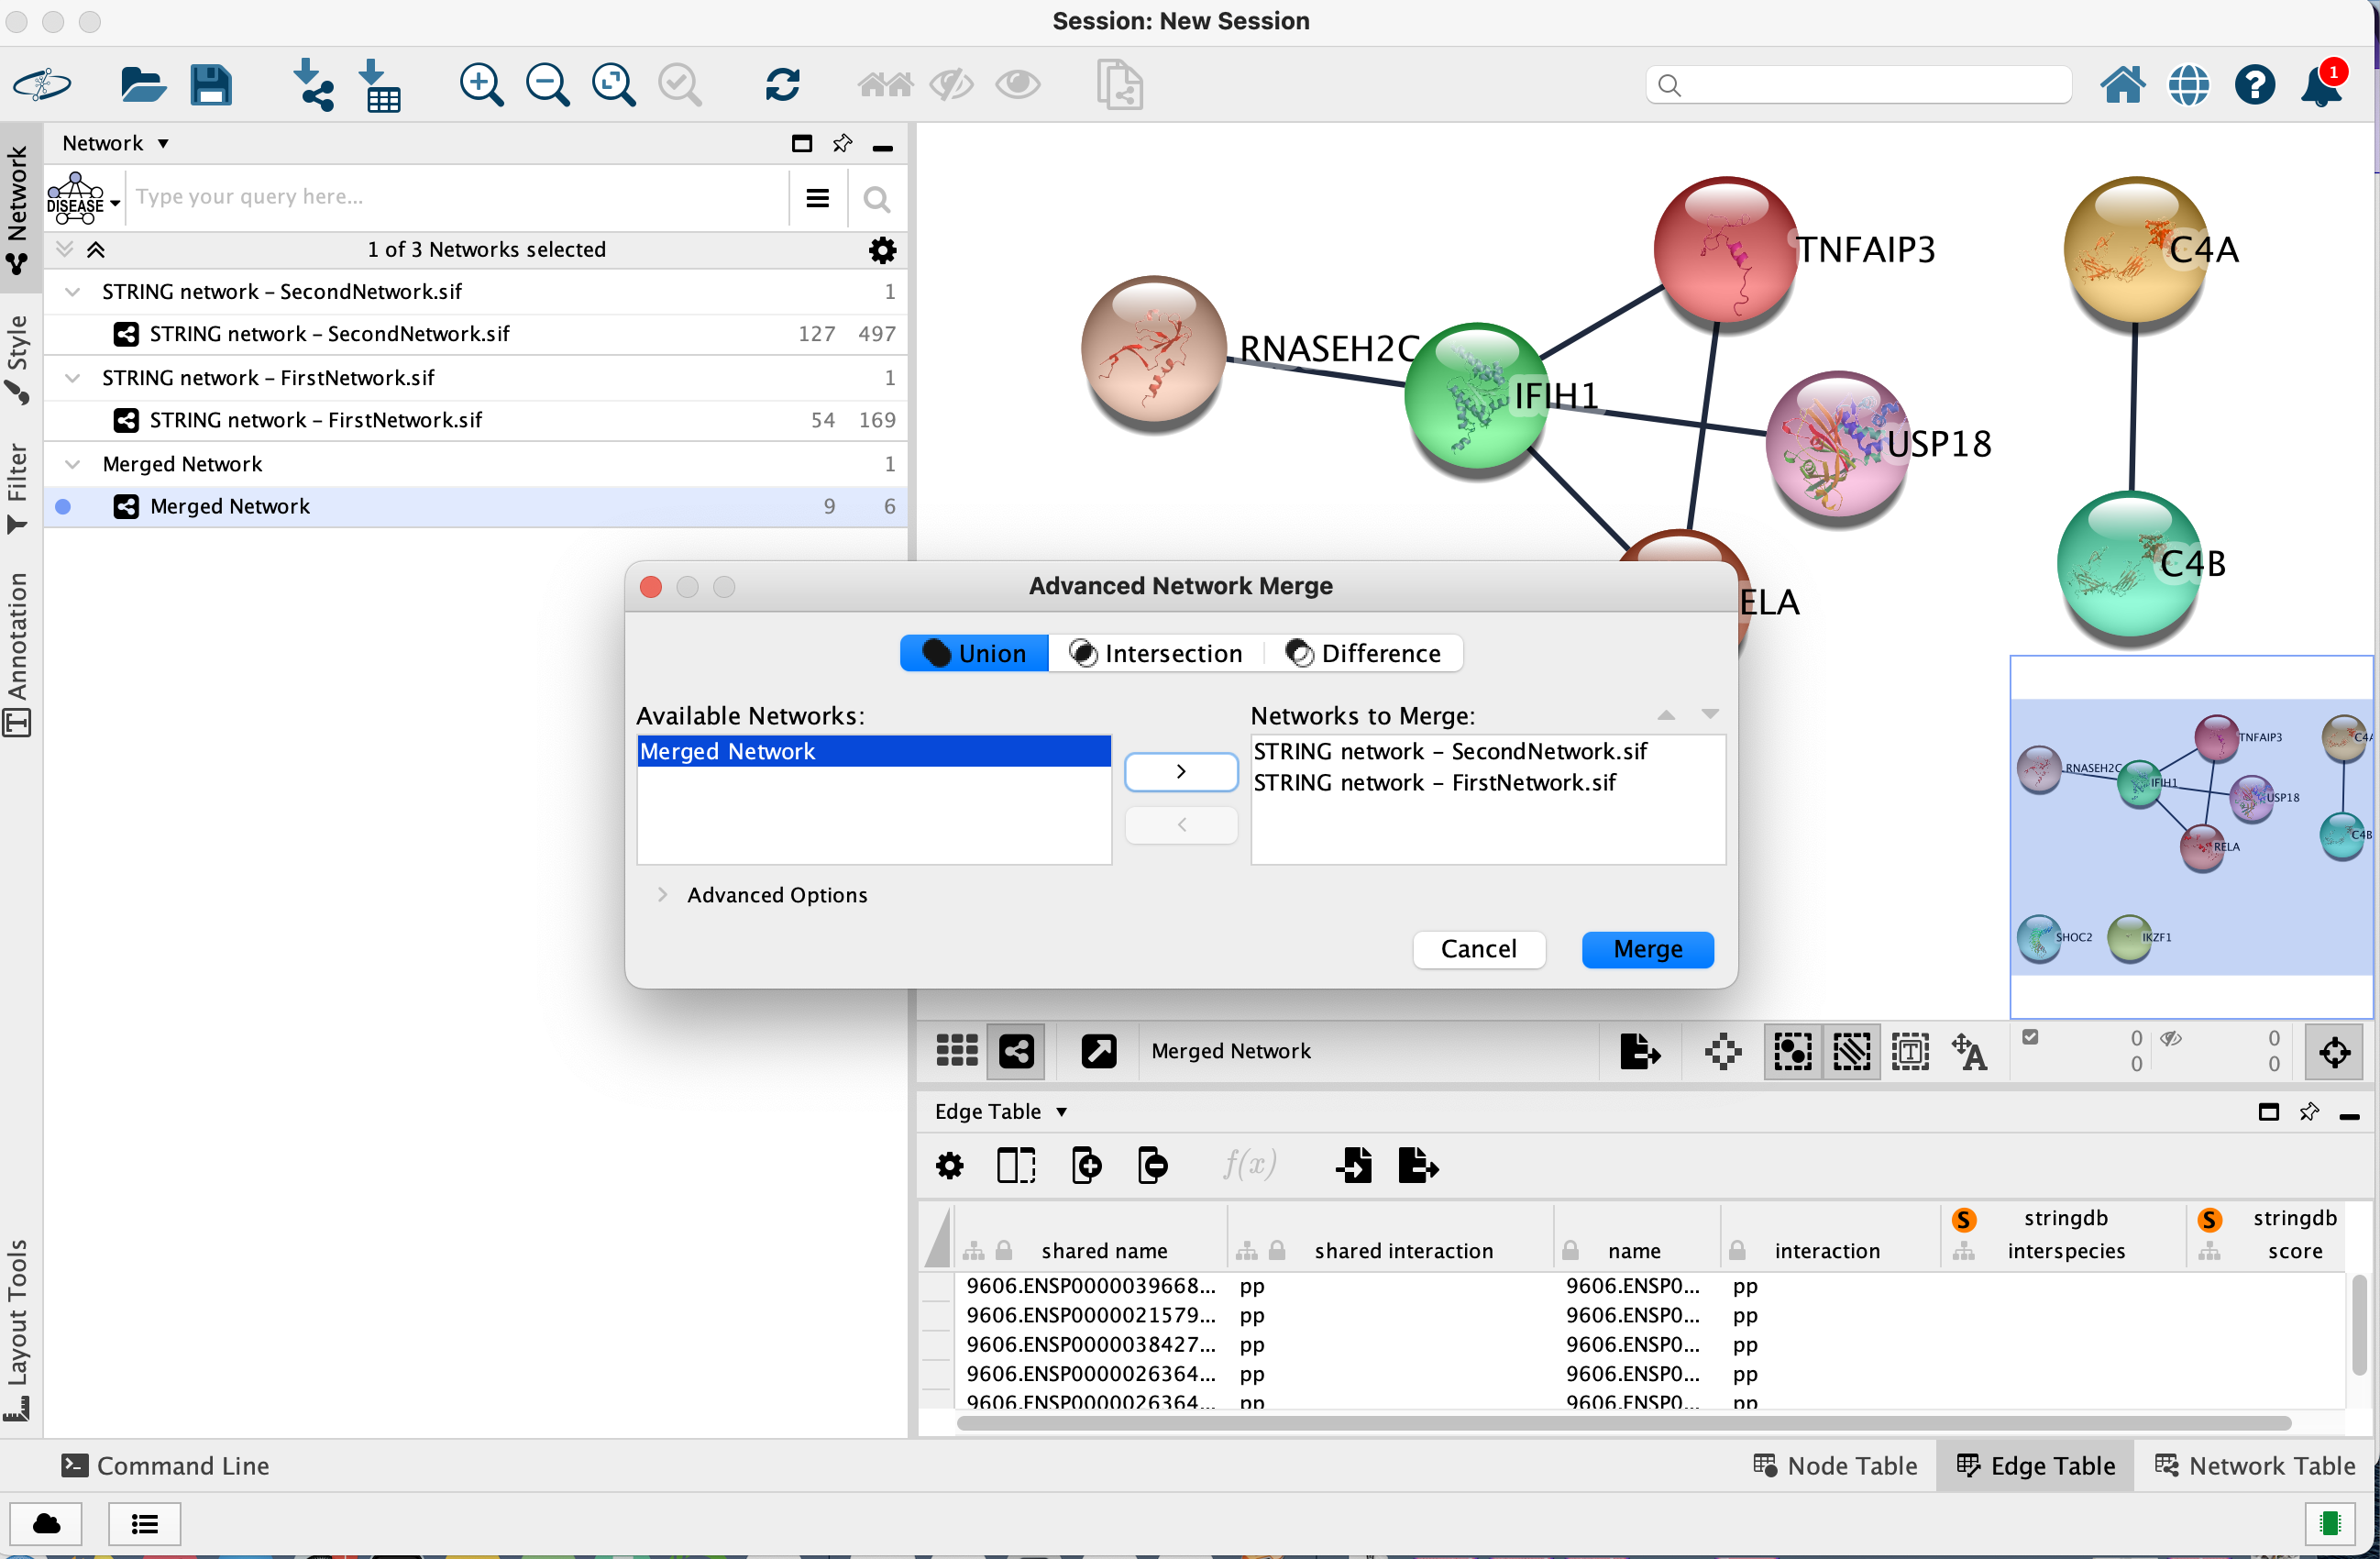 Session: New Session
1
Network
Style
Filter
Annotation
Layout Tools
Network
DISEASE
Type your query here...
1 of 3 Networks selected
STRING network – SecondNetwork.sif 1
STRING network – SecondNetwork.sif 127 497
STRING network – FirstNetwork.sif 1
STRING network – FirstNetwork.sif 54 169
Merged Network 1
Merged Network 9 6
TNFAIP3
C4A
RNASEH2C
IFIH1
USP18
C4B
ELA
Advanced Network Merge
Union Intersection Difference
Available Networks:
Merged Network
>
<
Networks to Merge:
STRING network – SecondNetwork.sif
STRING network – FirstNetwork.sif
Advanced Options
Cancel Merge
TNFAIP3
C4A
RNASEH2C
IFIH1
USP18
C4B
RELA
SHOC2
IKZF1
Merged Network
T
A
0 0
0 0
Edge Table
f(x)
shared name shared interaction name interaction S stringdb interspecies S stringdb score
9606.ENSP0000039668... pp 9606.ENSP0... pp
9606.ENSP0000021579... pp 9606.ENSP0... pp
9606.ENSP0000038427... pp 9606.ENSP0... pp
9606.ENSP0000026364... pp 9606.ENSP0... pp
9606.ENSP0000026364... pp 9606.ENSP0... pp
Command Line
Node Table Edge Table Network Table